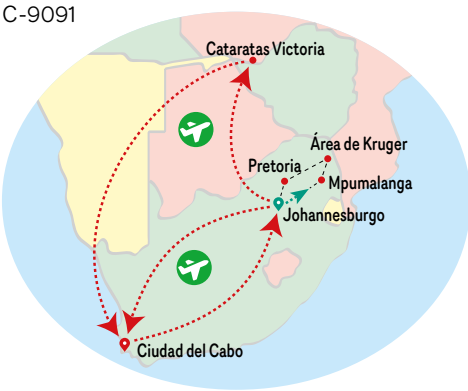 C-9091
Cataratas Victoria
Área de Kruger
Pretoria
Mpumalanga
Johannesburgo
Ciudad del Cabo